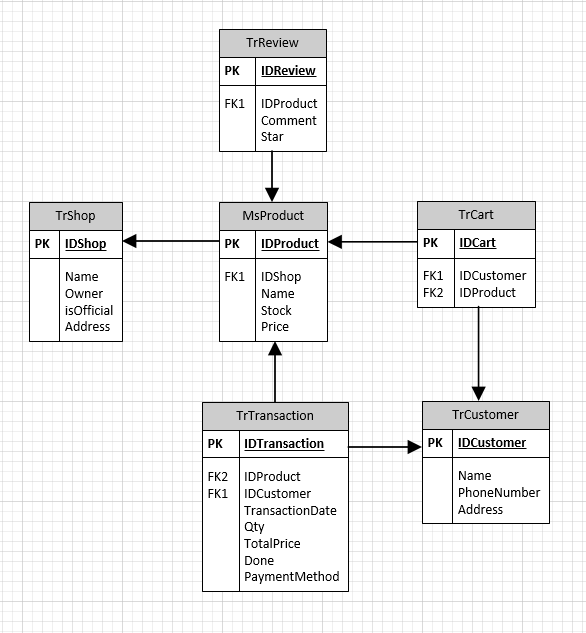 TrReview
PK IDReview
FK1 IDProduct
Comment
Star
TrShop
PK IDShop
Name
Owner
isOfficial
Address
MsProduct
PK IDProduct
FK1 IDShop
Name
Stock
Price
TrCart
PK IDCart
FK1 IDCustomer
FK2 IDProduct
TrTransaction
PK IDTransaction
FK2 IDProduct
FK1 IDCustomer
TransactionDate
Qty
TotalPrice
Done
PaymentMethod
TrCustomer
PK IDCustomer
Name
PhoneNumber
Address